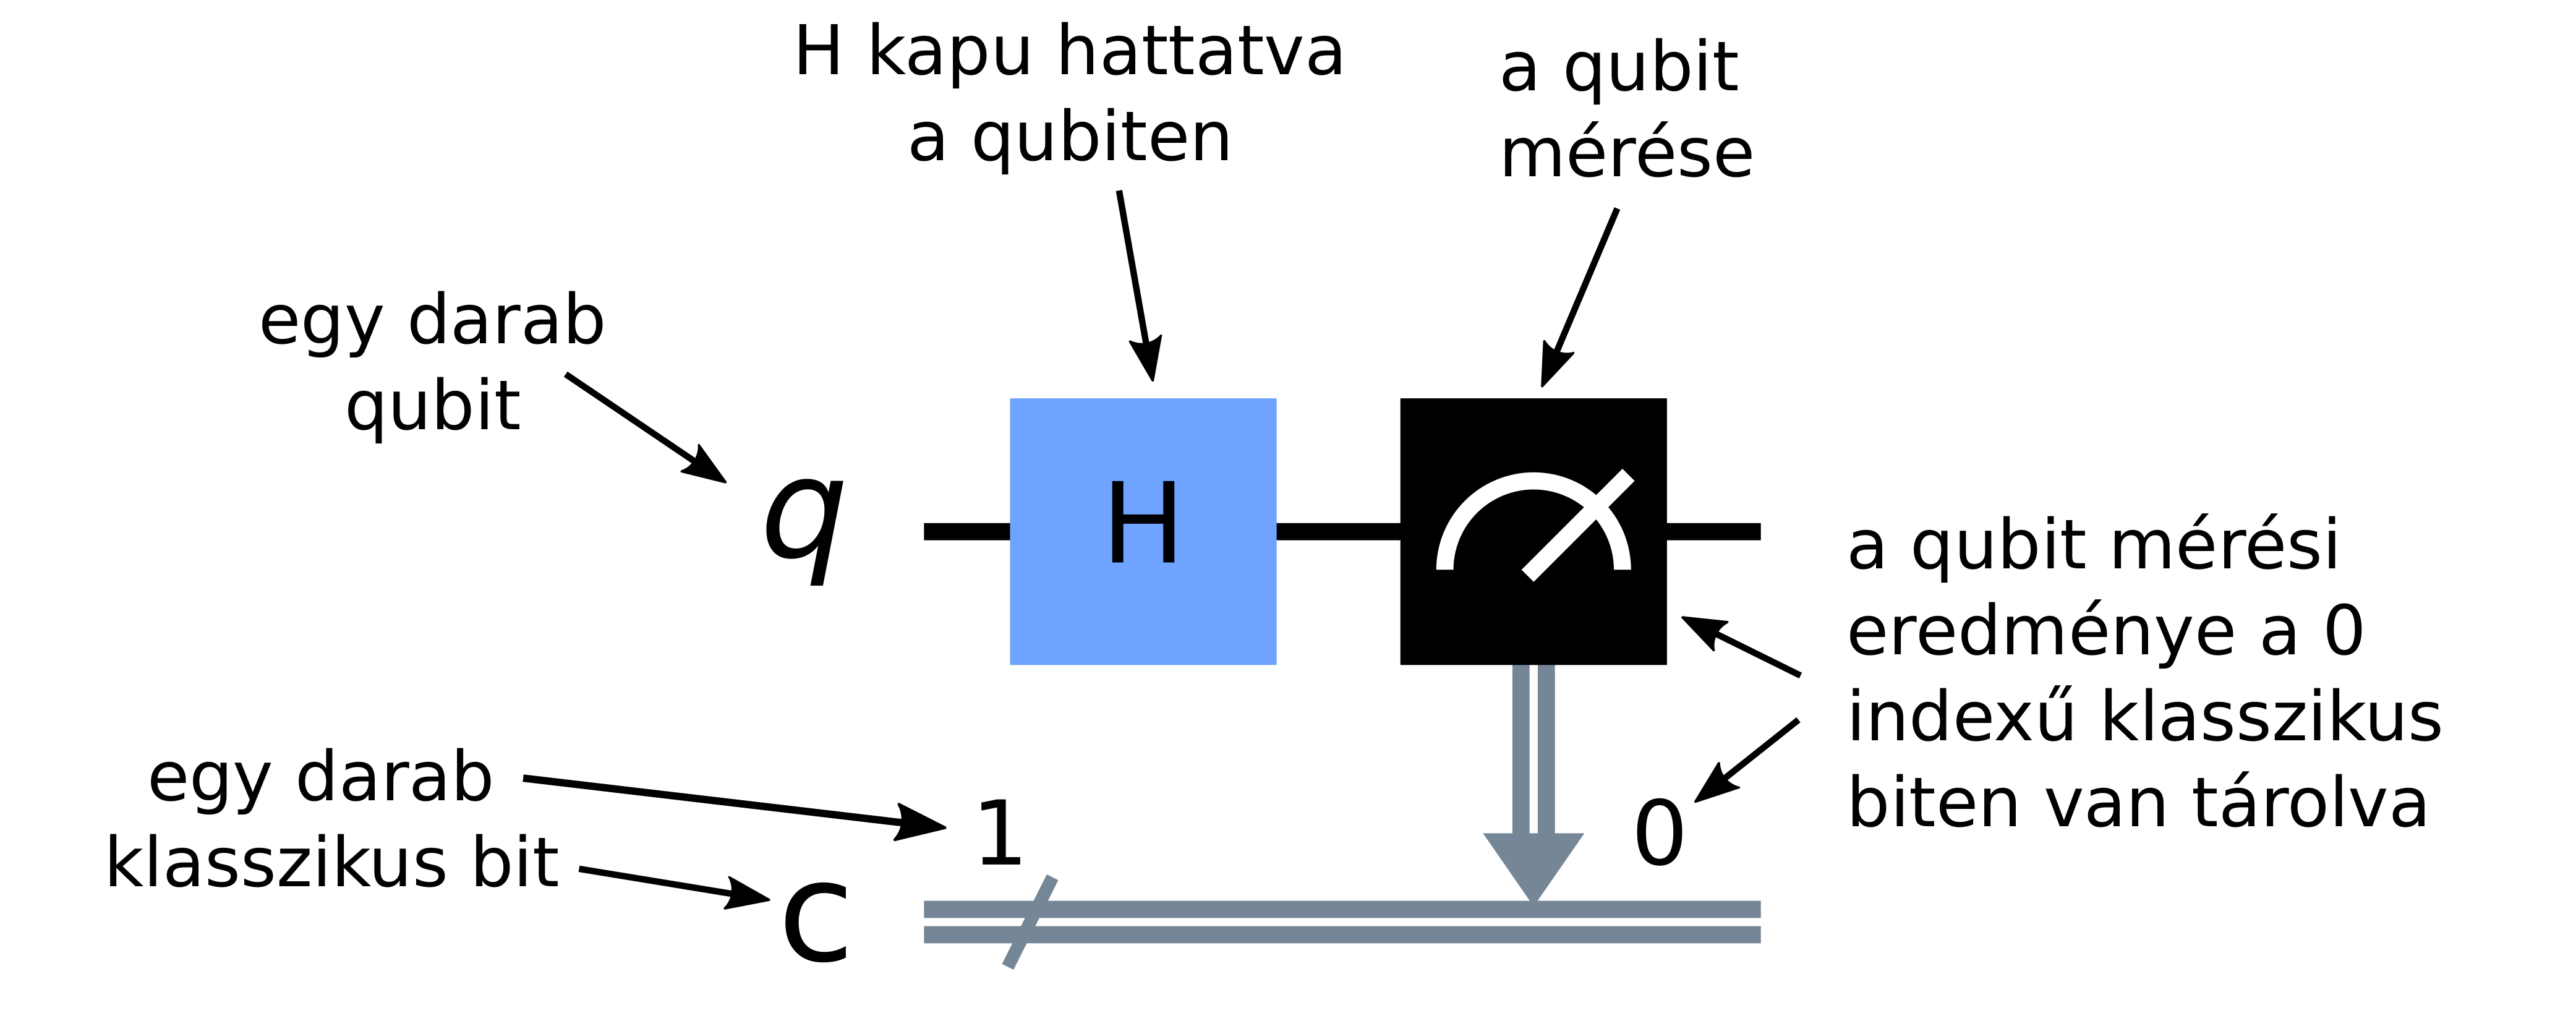 H kapu hattatva
a qubiten
a qubit
mérése
egy darab
qubit
q
H
a qubit mérési
eredménye a 0
indexű klasszikus
biten van tárolva
egy darab
klasszikus bit
1
0
c